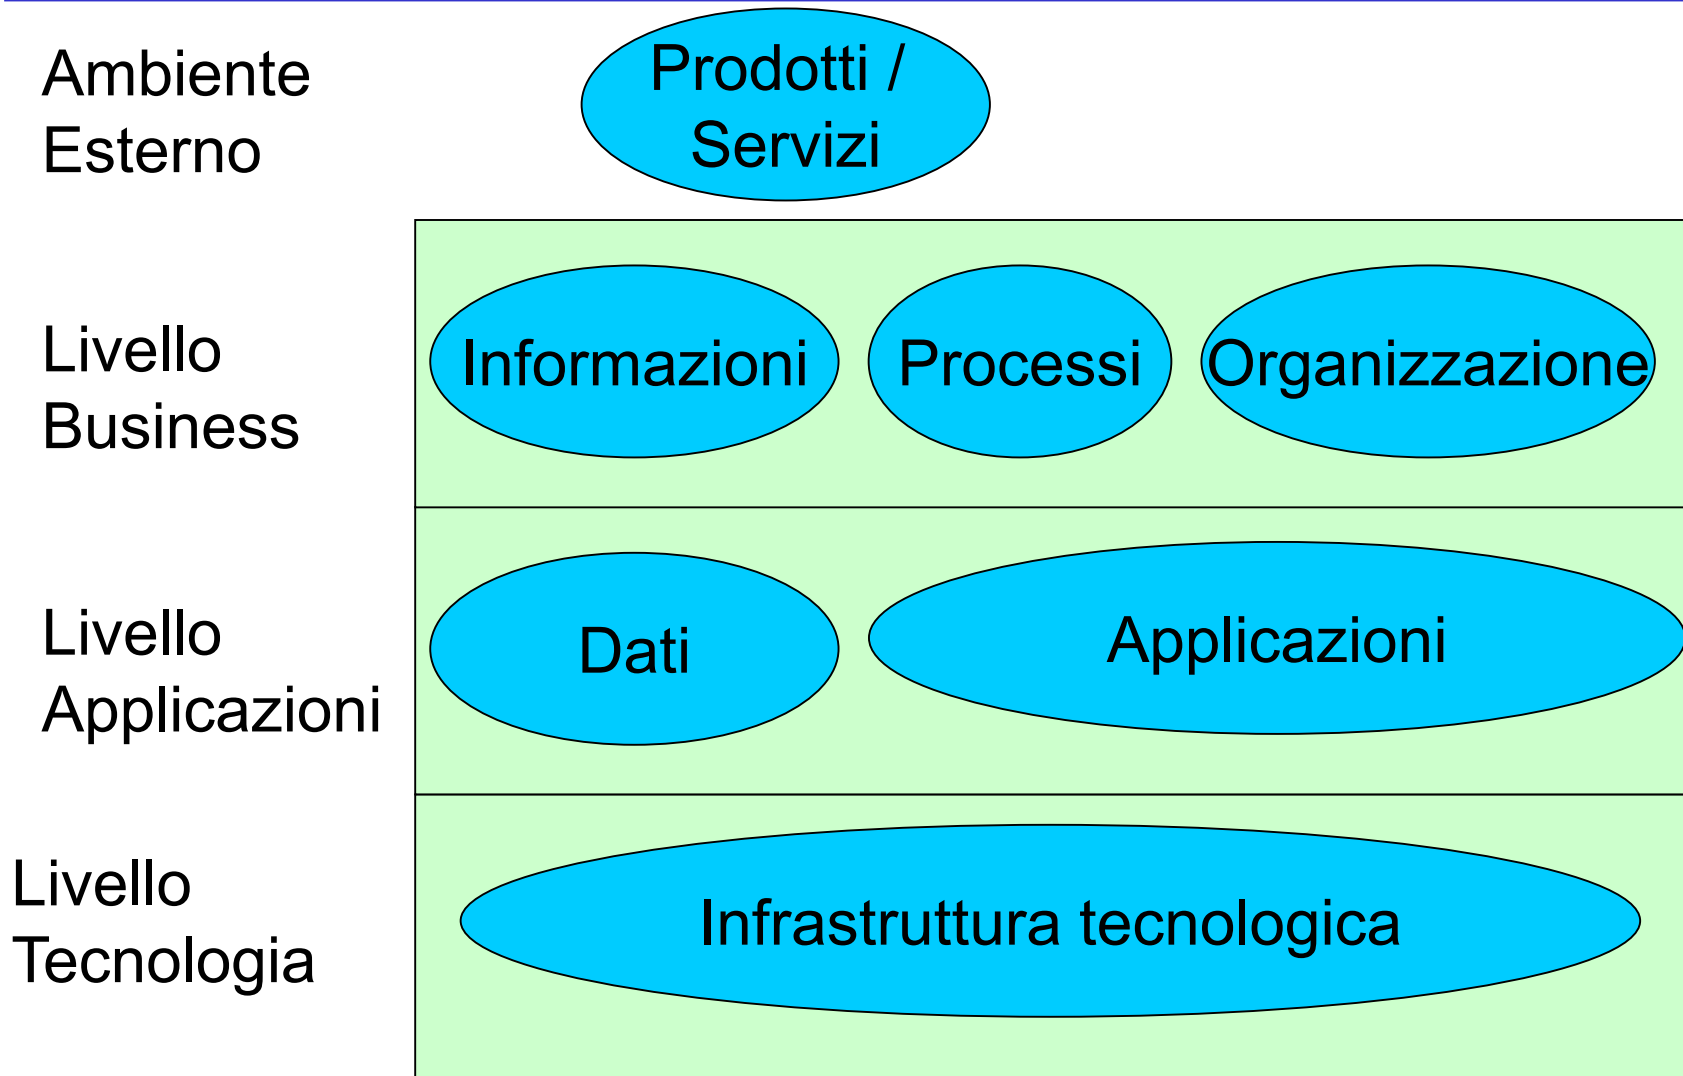 Ambiente
Esterno
Prodotti /
Servizi
Livello
Business
Informazioni
Processi
Organizzazione
Livello
Applicazioni
Dati
Applicazioni
Livello
Tecnologia
Infrastruttura tecnologica